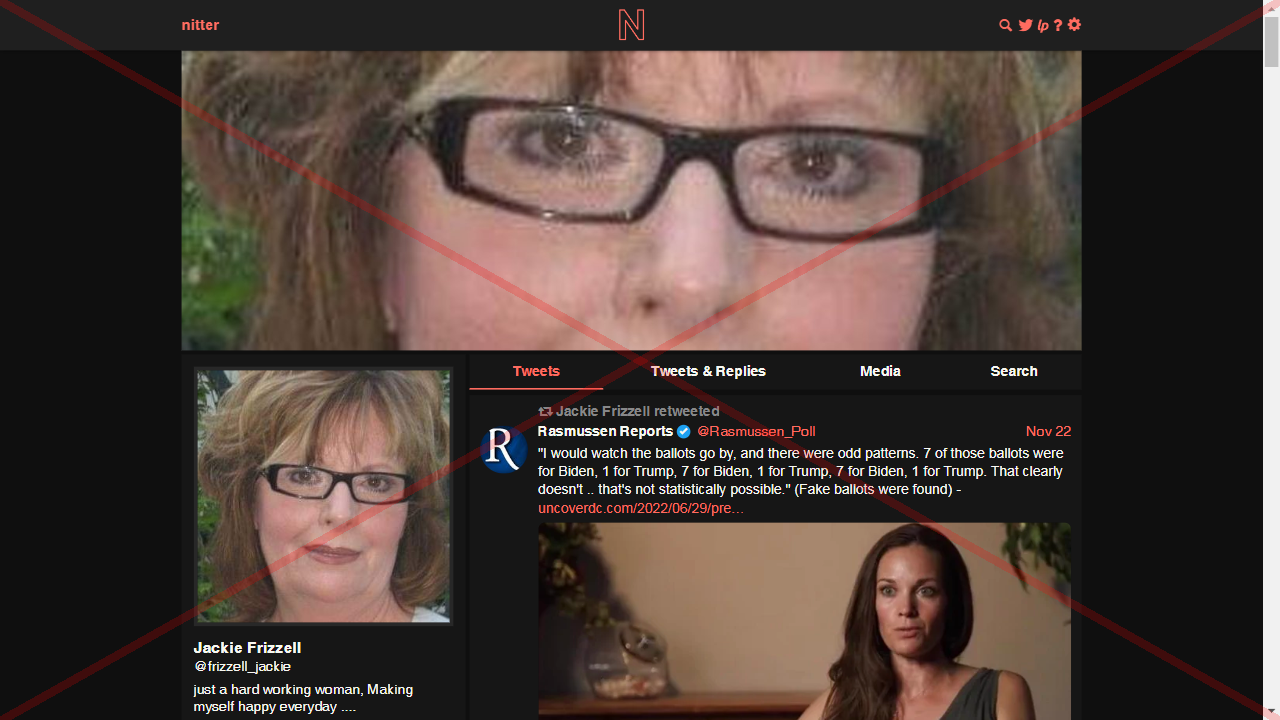 nitter
N
lp ?
Tweets
Tweets & Replies
Media
Search
Jackie Frizzell retweeted
Rasmussen Reports @Rasmussen_Poll Nov 22
R
"I would watch the ballots go by, and there were odd patterns. 7 of those ballots were
for Biden, 1 for Trump, 7 for Biden, 1 for Trump, 7 for Biden, 1 for Trump. That clearly
doesn't .. that's not statistically possible." (Fake ballots were found) -
uncoverdc.com/2022/06/29/pre…
Jackie Frizzell
@frizzell_jackie
just a hard working woman, Making
myself happy everyday ....